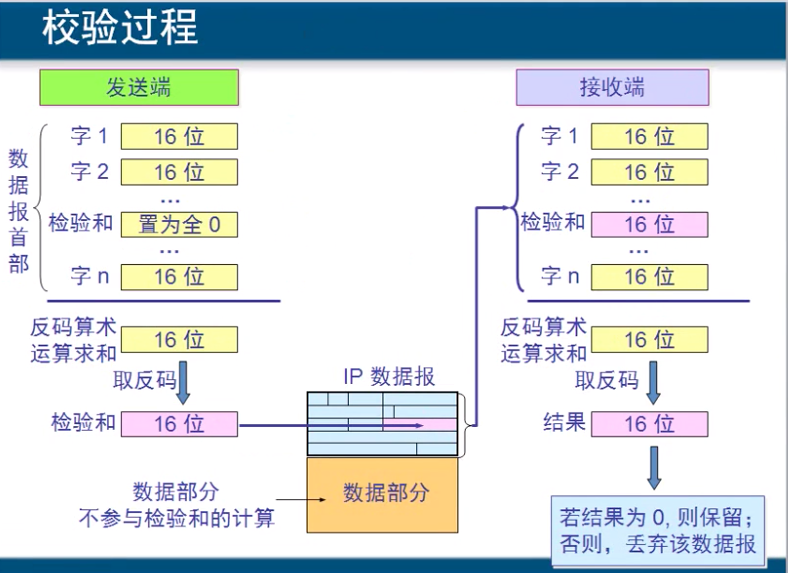 校验过程
发送端
数据报首部
字 1
16 位
字 2
16 位
...
检验和
置为全 0
...
字 n
16 位
反码算术
运算求和
16 位
取反码
检验和
16 位
数据部分
不参与检验和的计算
IP 数据报
数据部分
接收端
字 1
16 位
字 2
16 位
...
检验和
16 位
...
字 n
16 位
反码算术
运算求和
16 位
取反码
结果
16 位
若结果为 0, 则保留；
否则，丢弃该数据报